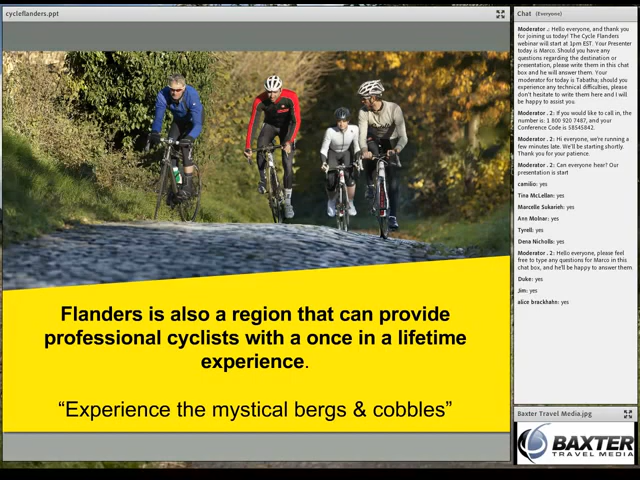 cycleflanders.ppt
Flanders is also a region that can provide
professional cyclists with a once in a lifetime
experience.
“Experience the mystical bergs & cobbles”
Chat (Everyone)
Moderator .: Hello everyone, and thank you
for joining us today! The Cycle Flanders
webinar will start at 1pm EST. Your Presenter
today is Marco. Should you have any
questions regarding the destination or
presentation, please write them in this chat
box and he will answer them. Your
moderator for today is Tabatha; should you
experience any technical difficulties, please
don't hesitate to write them here and I will
be happy to assist you.
Moderator . 2: If you would like to call in, the
number is: 1 800 920 7487, and your
Conference Code is 58545842.
Moderator . 2: Hi everyone, we're running a
few minutes late. We'll be starting shortly.
Thank you for your patience.
Moderator . 2: Can everyone hear? Our
presentation is start
camilio: yes
Tina McLellan: yes
Marcelle Sukarieh: yes
Ann Molnar: yes
Tyrell: yes
Dena Nicholls: yes
Moderator . 2: Hello everyone, please feel
free to type any questions for Marco in this
chat box, and he'll be happy to answer them.
Duke: yes
Jim: yes
alice brackhahn: yes
Baxter Travel Media.jpg
BAXTER
TRAVEL MEDIA